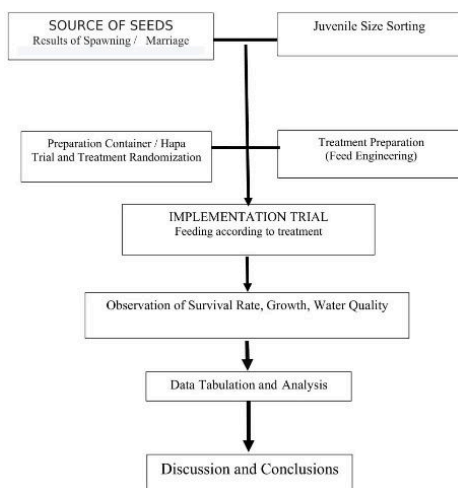 SOURCE OF SEEDS
Results of Spawning / Marriage
Juvenile Size Sorting
Preparation Container / Hapa
Trial and Treatment Randomization
Treatment Preparation
(Feed Engineering)
IMPLEMENTATION TRIAL
Feeding according to treatment
Observation of Survival Rate, Growth, Water Quality
Data Tabulation and Analysis
Discussion and Conclusions